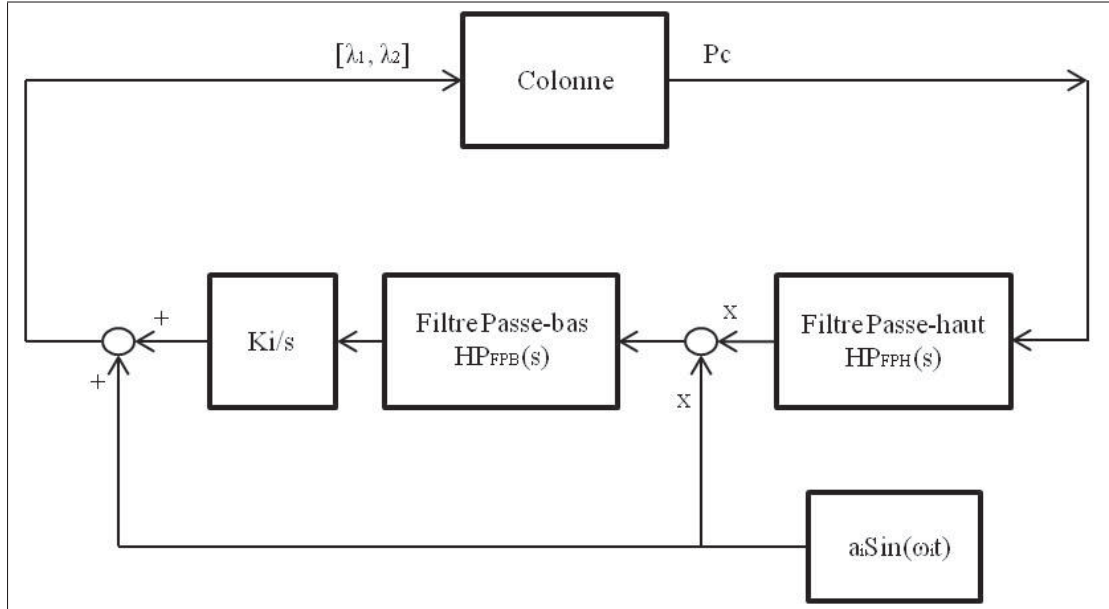 [λ1, λ2]
Pc
Colonne
+
Ki/s
Filtre Passe-bas
HPFPB(s)
x
Filtre Passe-haut
HPFPH(s)
+
x
aiSin(ωit)